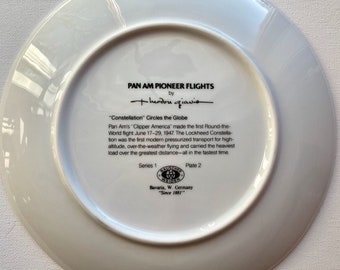 PAN AM PIONEER FLIGHTS
by
"Constellation" Circles the Globe
Pan Am's "Clipper America" made the first Round-the-
World flight June 17–29, 1947. The Lockheed Constella-
tion was the first modern pressurized transport for high-
altitude, over-the-weather flying and carried the heaviest
load over the greatest distance—all in the fastest time.
Series 1 Plate 2
Bavaria, W. Germany
"Since 1881"